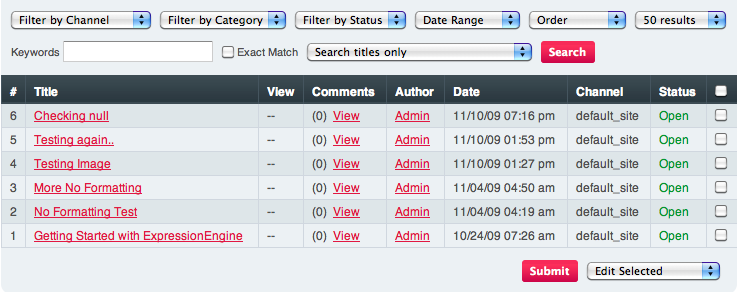 Filter by Channel Filter by Category Filter by Status Date Range Order 50 results
Keywords Exact Match Search titles only Search
# Title View Comments Author Date Channel Status
6 Checking null -- (0) View Admin 11/10/09 07:16 pm default_site Open
5 Testing again.. -- (0) View Admin 11/10/09 01:53 pm default_site Open
4 Testing Image -- (0) View Admin 11/10/09 01:27 pm default_site Open
3 More No Formatting -- (0) View Admin 11/04/09 04:50 am default_site Open
2 No Formatting Test -- (0) View Admin 11/04/09 04:19 am default_site Open
1 Getting Started with ExpressionEngine -- (0) View Admin 10/24/09 07:26 am default_site Open
Submit Edit Selected